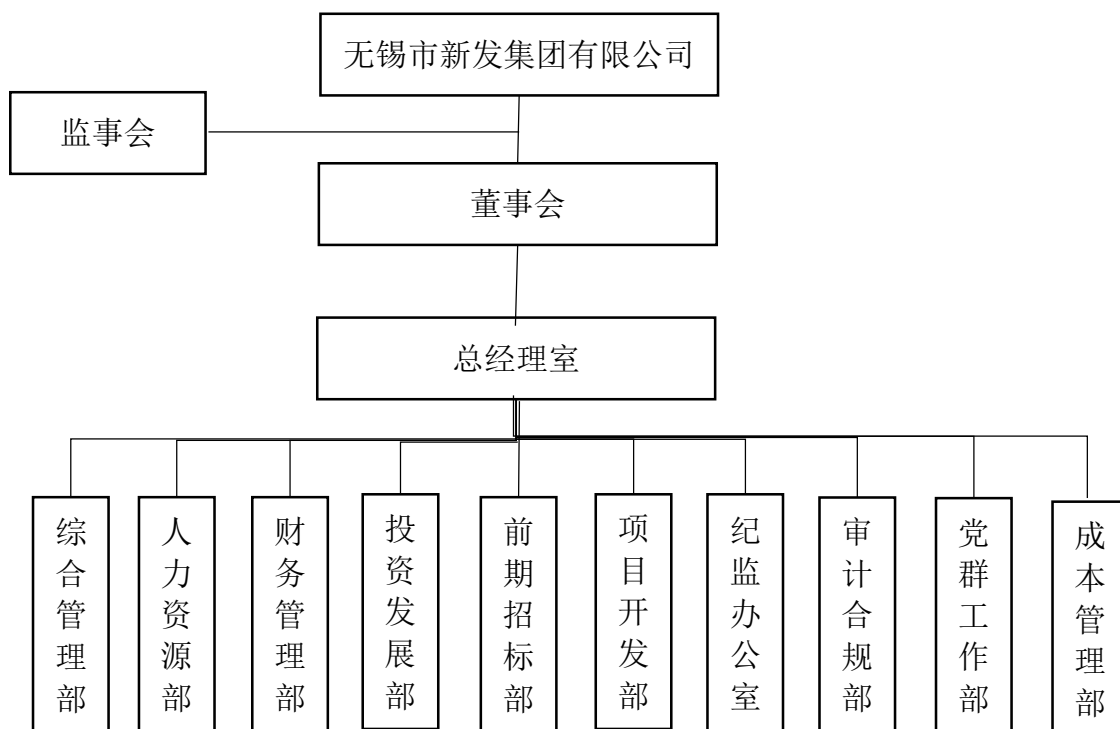 无锡市新发集团有限公司
监事会
董事会
总经理室
综合管理部
人力资源部
财务管理部
投资发展部
前期招标部
项目开发部
纪监办公室
审计合规部
党群工作部
成本管理部